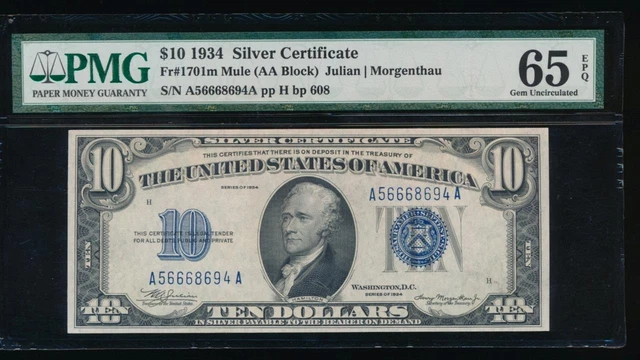 $10 1934 Silver Certificate
Fr#1701m Mule (AA Block) Julian | Morgenthau
S/N A56668694A pp H bp 608
PMG
PAPER MONEY GUARANTY
65 EPQ
Gem Uncirculated
SILVER CERTIFICATE
10
THIS CERTIFIES THAT THERE IS ON DEPOSIT IN THE TREASURY OF
10
THE UNITED STATES OF AMERICA
SERIES OF 1934
H
A56668694A
10
TEN
THIS CERTIFICATE IS LEGAL TENDER
FOR ALL DEBTS PUBLIC AND PRIVATE
TEN
TEN
A56668694A
WASHINGTON, D.C.
H
SERIES OF 1934
HAMILTON
10
TEN DOLLARS
10
IN SILVER PAYABLE TO THE BEARER ON DEMAND